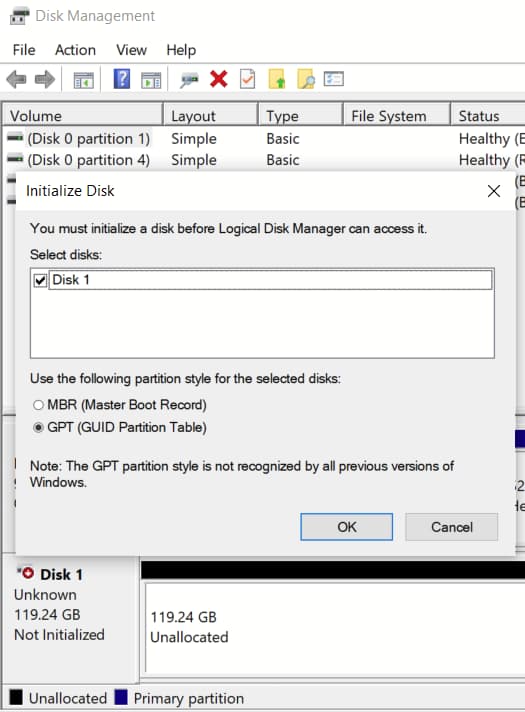 Disk Management
File Action View Help
Volume Layout Type File System Status
(Disk 0 partition 1) Simple Basic Healthy (E
(Disk 0 partition 4) Simple Basic Healthy (R
Initialize Disk
(B
You must initialize a disk before Logical Disk Manager can access it.
(B
Select disks:
Disk 1
Use the following partition style for the selected disks:
MBR (Master Boot Record)
GPT (GUID Partition Table)
Note: The GPT partition style is not recognized by all previous versions of
Windows.
OK Cancel
Disk 1
Unknown
119.24 GB
Not Initialized
119.24 GB
Unallocated
Unallocated Primary partition